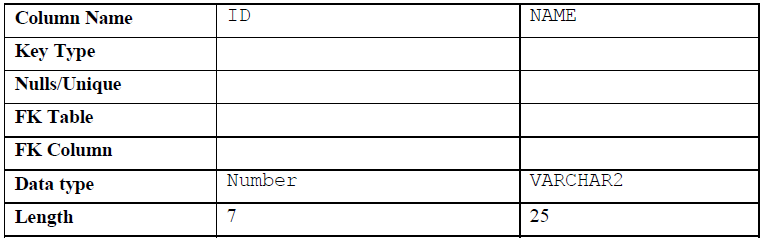 Column Name ID NAME
Key Type
Nulls/Unique
FK Table
FK Column
Data type Number VARCHAR2
Length 7 25